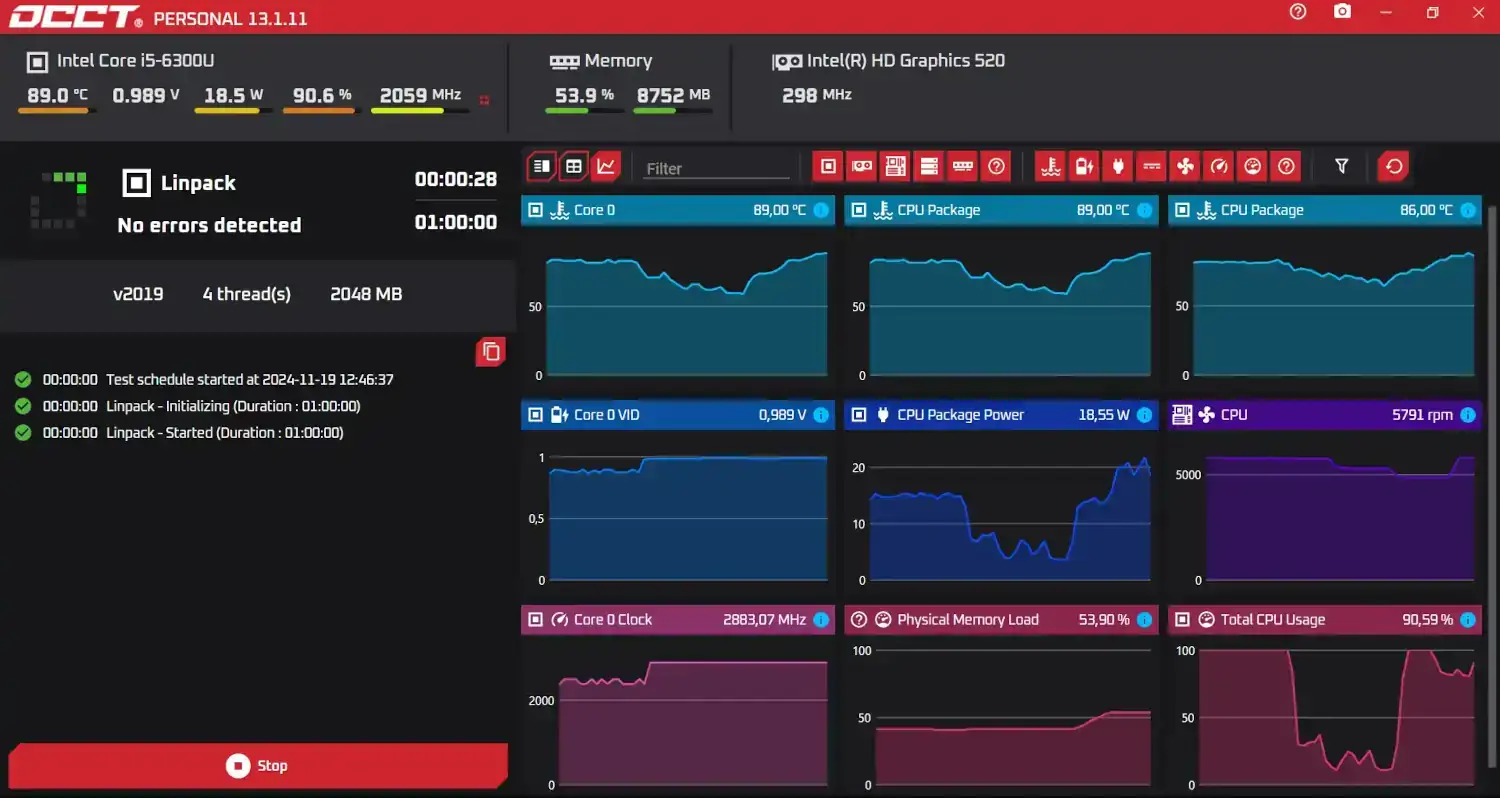 OCCT® PERSONAL 13.1.11
Intel Core i5-6300U
89.0 °C 0.989 V 18.5 W 90.6 % 2059 MHz
Memory
53.9 % 8752 MB
Intel(R) HD Graphics 520
298 MHz
Linpack
No errors detected
00:00:28
01:00:00
v2019 4 thread(s) 2048 MB
00:00:00 Test schedule started at 2024-11-19 12:46:37
00:00:00 Linpack - Initializing (Duration : 01:00:00)
00:00:00 Linpack - Started (Duration : 01:00:00)
Stop
Filter
Core 0 89,00 °C
50
0
CPU Package 89,00 °C
50
0
CPU Package 86,00 °C
50
0
Core 0 VID 0,989 V
1
0,5
0
CPU Package Power 18,55 W
20
10
0
CPU 5791 rpm
5000
0
Core 0 Clock 2883,07 MHz
2000
0
Physical Memory Load 53,90 %
100
50
0
Total CPU Usage 90,59 %
100
50
0